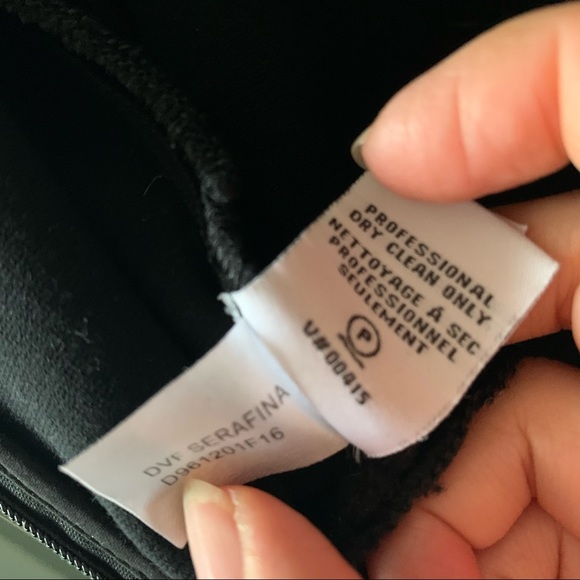 PROFESSIONAL
DRY CLEAN ONLY
NETTOYAGE À SEC
PROFESSIONNEL
SEULEMENT
P
V#00415
DVF SERAFINA
D961201F16